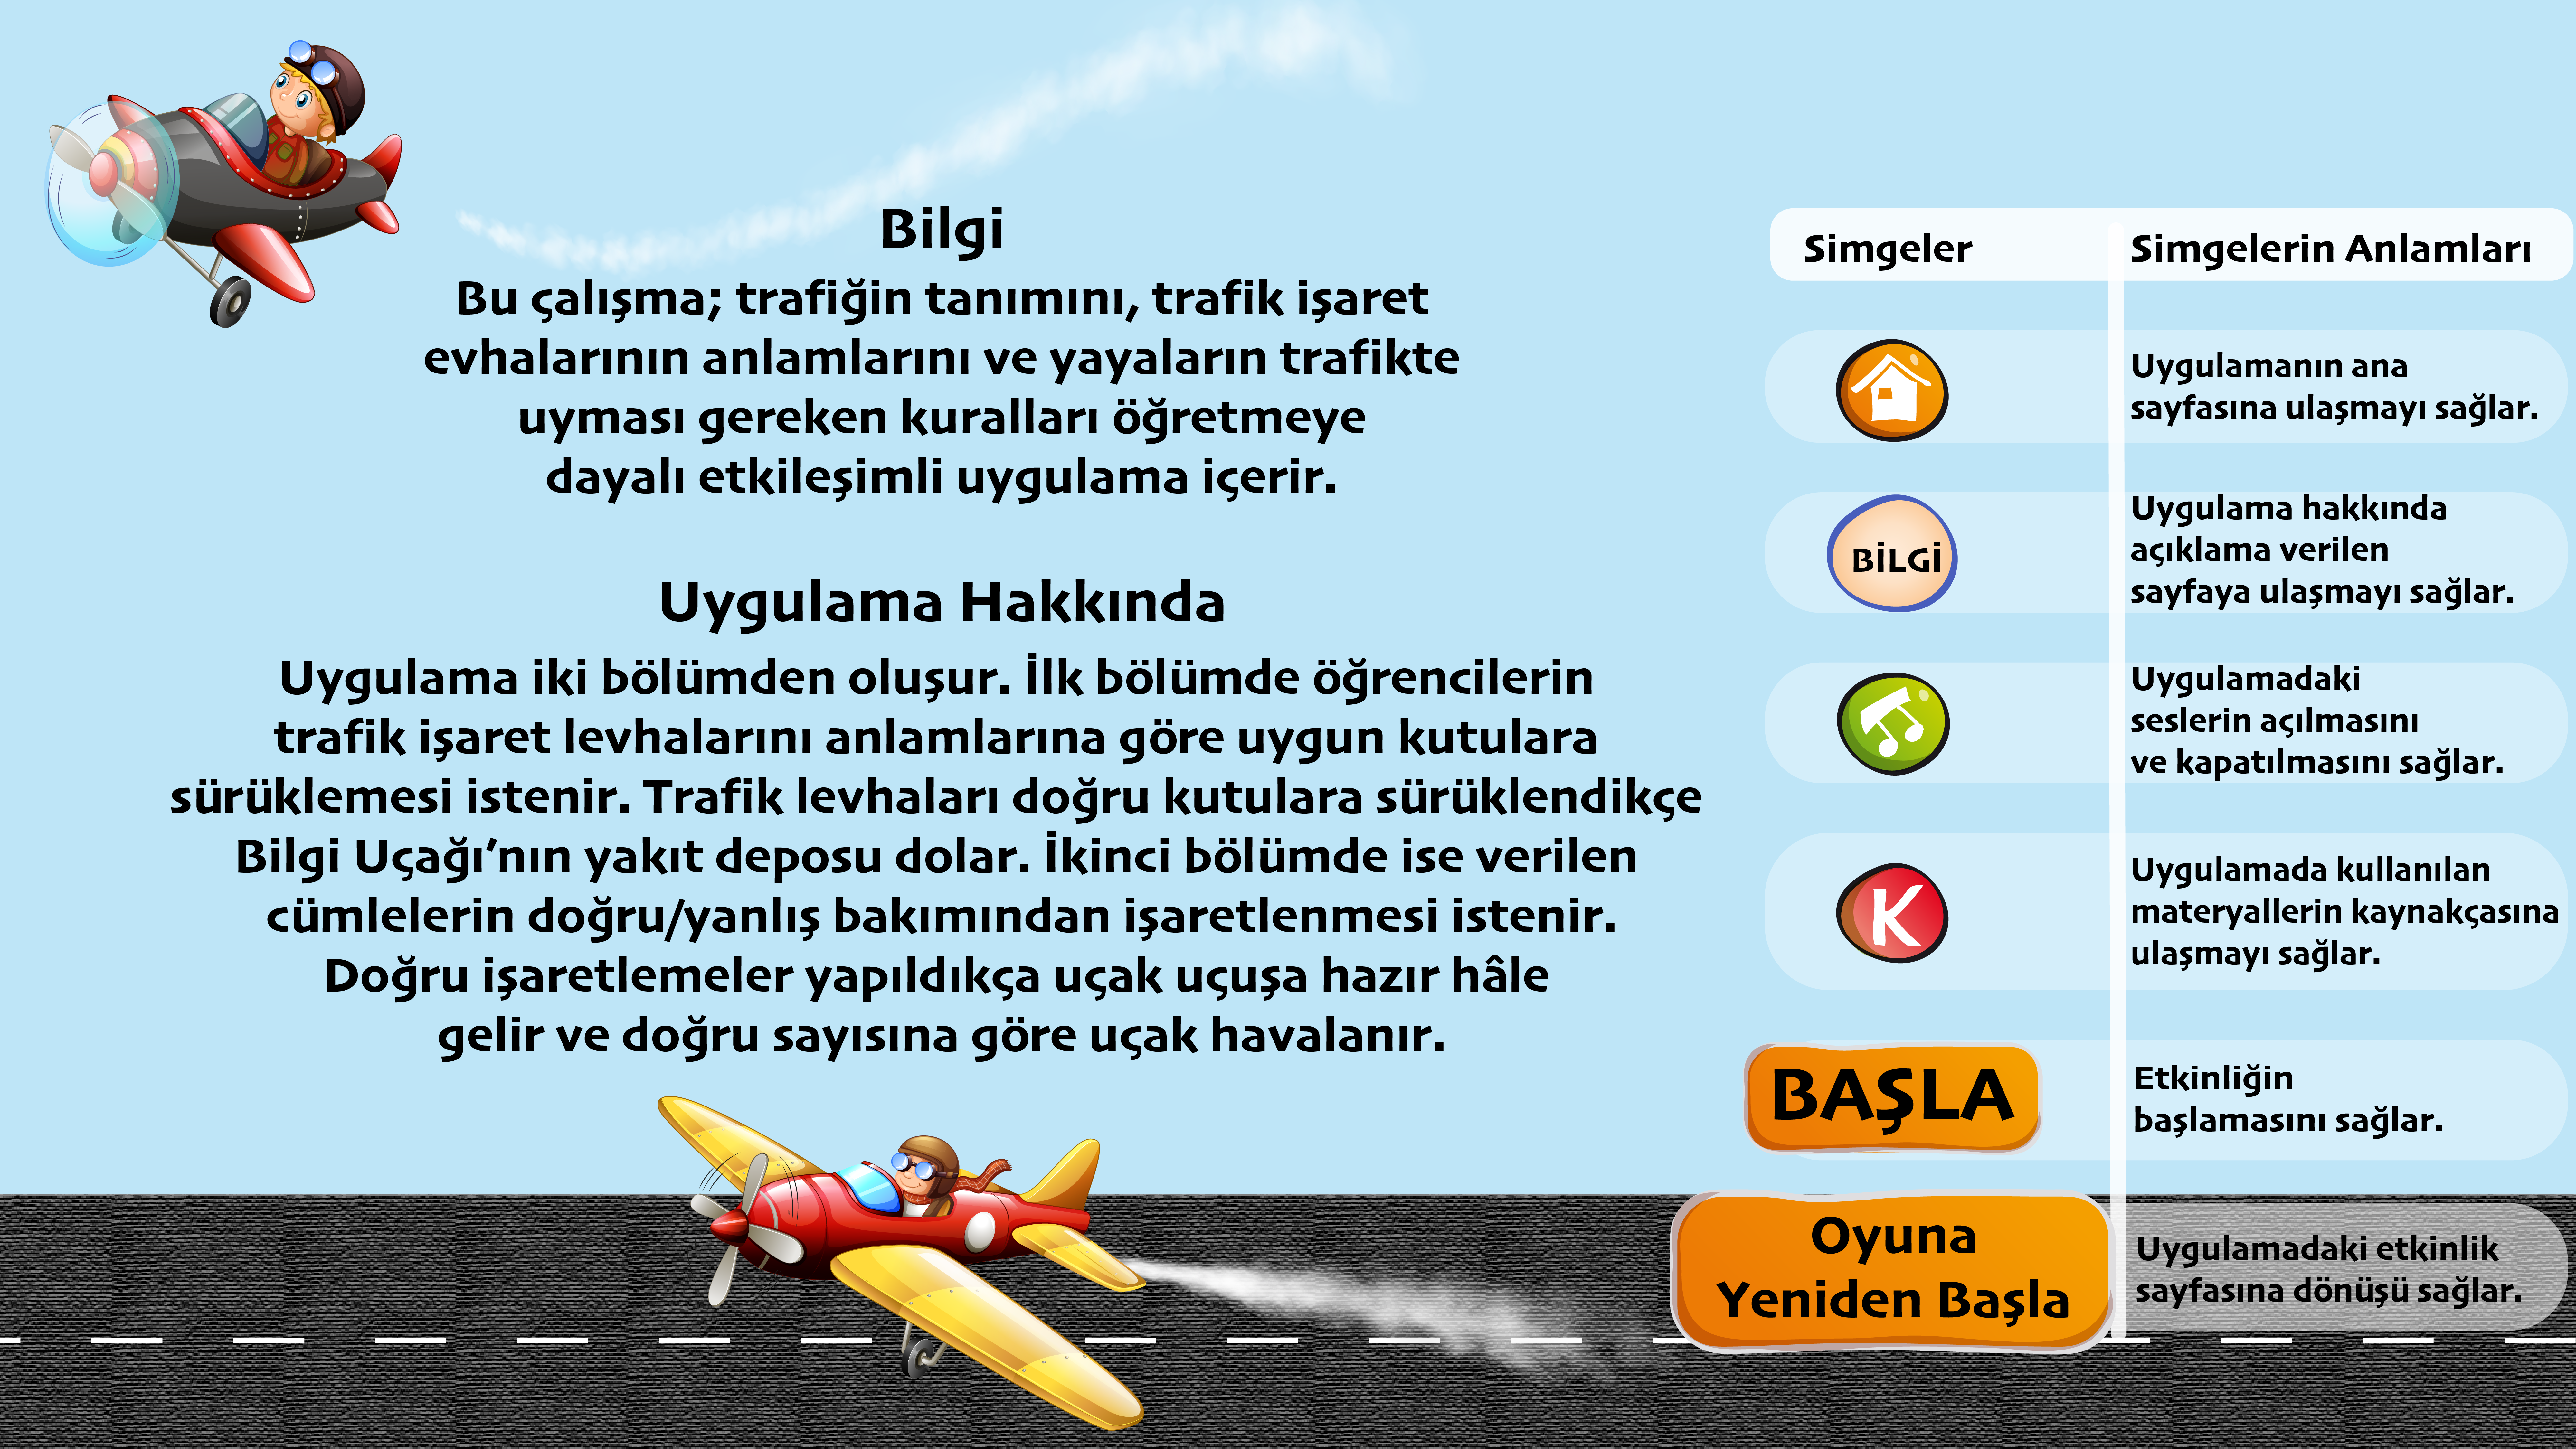 Bilgi
Bu çalışma; trafiğin tanımını, trafik işaret
evhalarının anlamlarını ve yayaların trafikte
uyması gereken kuralları öğretmeye
dayalı etkileşimli uygulama içerir.
Uygulama Hakkında
Uygulama iki bölümden oluşur. İlk bölümde öğrencilerin
trafik işaret levhalarını anlamlarına göre uygun kutulara
sürüklemesi istenir. Trafik levhaları doğru kutulara sürüklendikçe
Bilgi Uçağı’nın yakıt deposu dolar. İkinci bölümde ise verilen
cümlelerin doğru/yanlış bakımından işaretlenmesi istenir.
Doğru işaretlemeler yapıldıkça uçak uçuşa hazır hâle
gelir ve doğru sayısına göre uçak havalanır.
Simgeler
Simgelerin Anlamları
Uygulamanın ana
sayfasına ulaşmayı sağlar.
BİLGİ
Uygulama hakkında
açıklama verilen
sayfaya ulaşmayı sağlar.
Uygulamadaki
seslerin açılmasını
ve kapatılmasını sağlar.
K
Uygulamada kullanılan
materyallerin kaynakçasına
ulaşmayı sağlar.
BAŞLA
Etkinliğin
başlamasını sağlar.
Oyuna
Yeniden Başla
Uygulamadaki etkinlik
sayfasına dönüşü sağlar.